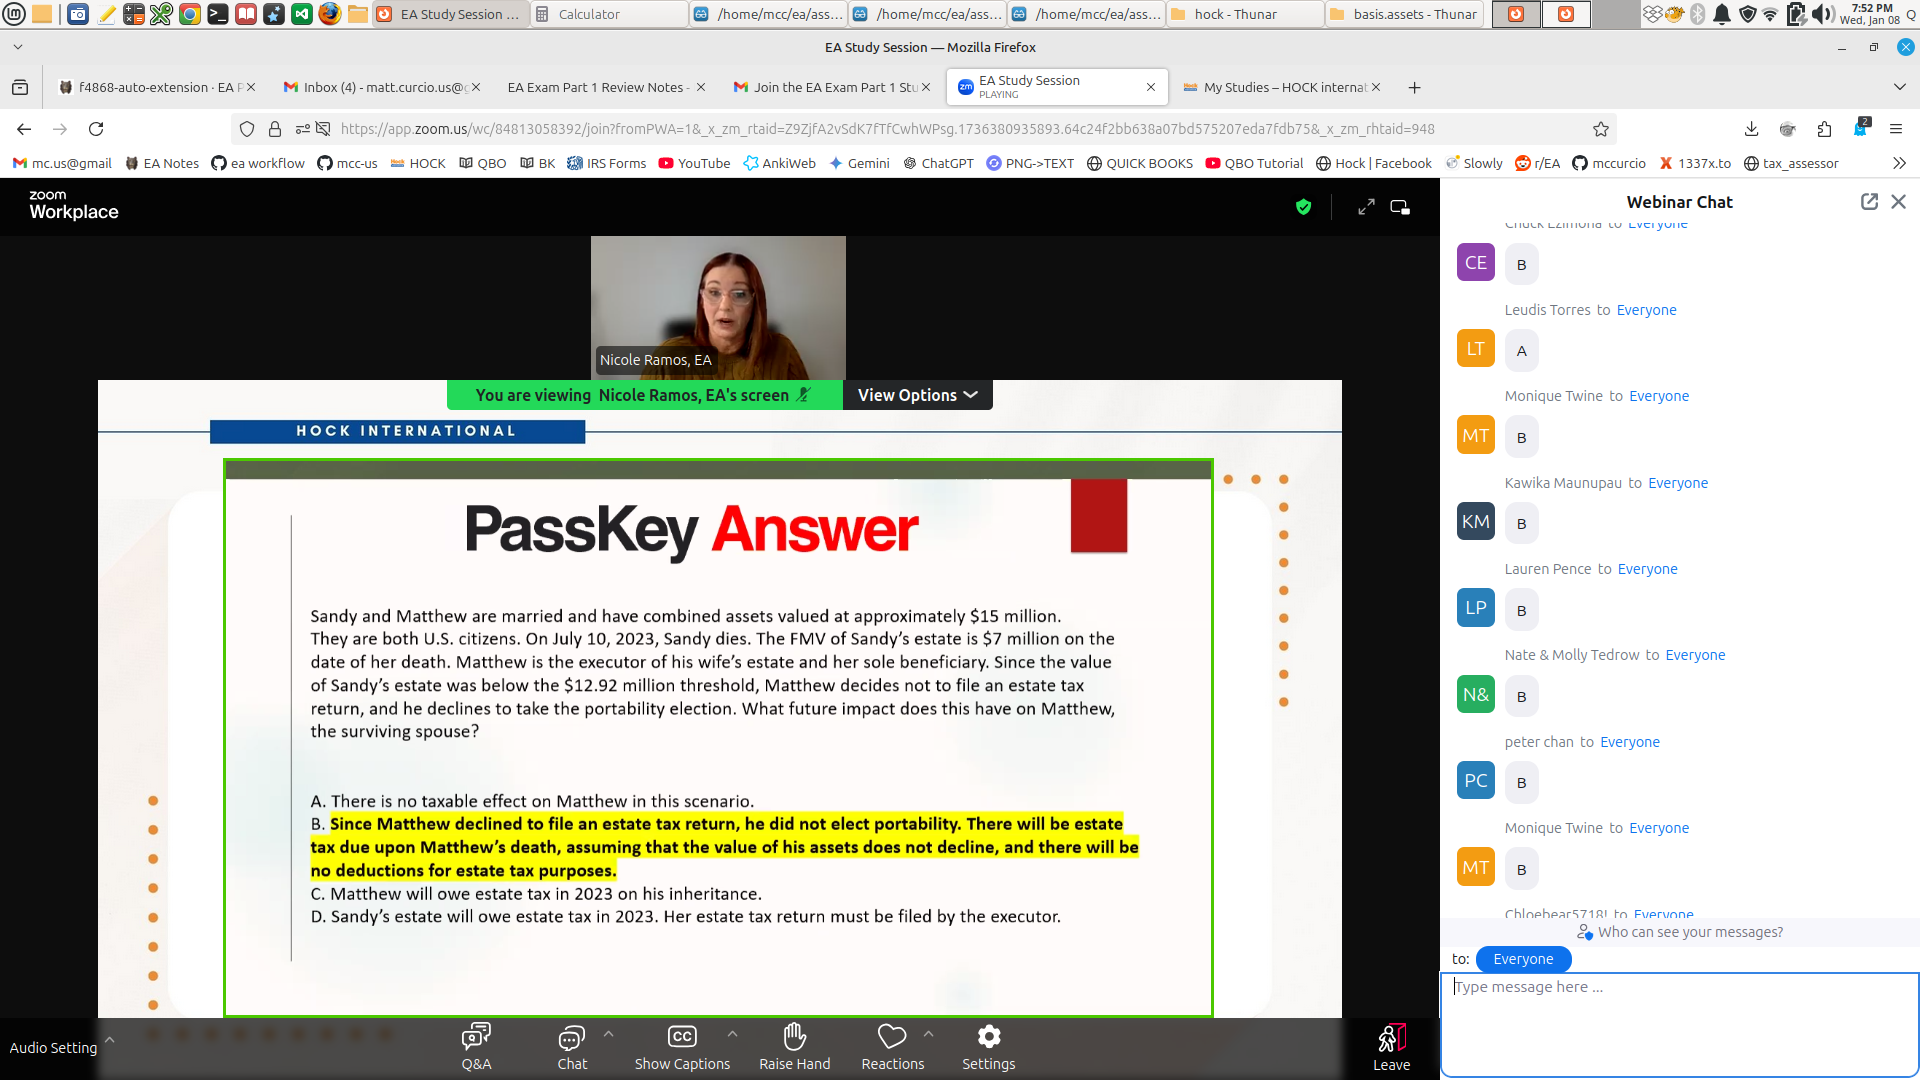 EA Study Session ...
Calculator
/home/mcc/ea/ass...
/home/mcc/ea/ass...
/home/mcc/ea/ass...
hock - Thunar
basis.assets - Thunar
7:52 PM
Wed, Jan 08
EA Study Session — Mozilla Firefox
f4868-auto-extension · EA P
Inbox (4) - matt.curcio.us@g
EA Exam Part 1 Review Notes -
Join the EA Exam Part 1 Stu
EA Study Session
PLAYING
My Studies – HOCK internat
https://app.zoom.us/wc/84813058392/join?fromPWA=1&_x_zm_rtaid=Z9ZjfA2vSdK7fTfCwhWPsg.1736380935893.64c24f2bb638a07bd575207eda7fdb75&_x_zm_rhtaid=948
2
mc.us@gmail
EA Notes
ea workflow
mcc-us
HOCK
QBO
BK
IRS Forms
YouTube
AnkiWeb
Gemini
ChatGPT
PNG->TEXT
QUICK BOOKS
QBO Tutorial
Hock | Facebook
Slowly
r/EA
mccurcio
1337x.to
tax_assessor
zoom
Workplace
Nicole Ramos, EA
You are viewing Nicole Ramos, EA's screen
View Options
HOCK INTERNATIONAL
PassKey Answer
Sandy and Matthew are married and have combined assets valued at approximately $15 million.
They are both U.S. citizens. On July 10, 2023, Sandy dies. The FMV of Sandy's estate is $7 million on the
date of her death. Matthew is the executor of his wife's estate and her sole beneficiary. Since the value
of Sandy's estate was below the $12.92 million threshold, Matthew decides not to file an estate tax
return, and he declines to take the portability election. What future impact does this have on Matthew,
the surviving spouse?
A. There is no taxable effect on Matthew in this scenario.
B. Since Matthew declined to file an estate tax return, he did not elect portability. There will be estate
tax due upon Matthew's death, assuming that the value of his assets does not decline, and there will be
no deductions for estate tax purposes.
C. Matthew will owe estate tax in 2023 on his inheritance.
D. Sandy's estate will owe estate tax in 2023. Her estate tax return must be filed by the executor.
Audio Setting
Q&A
Chat
Show Captions
Raise Hand
Reactions
Settings
Leave
Webinar Chat
Chuck Ezimoha to Everyone
CE
B
Leudis Torres to Everyone
LT
A
Monique Twine to Everyone
MT
B
Kawika Maunupau to Everyone
KM
B
Lauren Pence to Everyone
LP
B
Nate & Molly Tedrow to Everyone
N&
B
peter chan to Everyone
PC
B
Monique Twine to Everyone
MT
B
Chloebear5718! to Everyone
Who can see your messages?
to: Everyone
Type message here ...